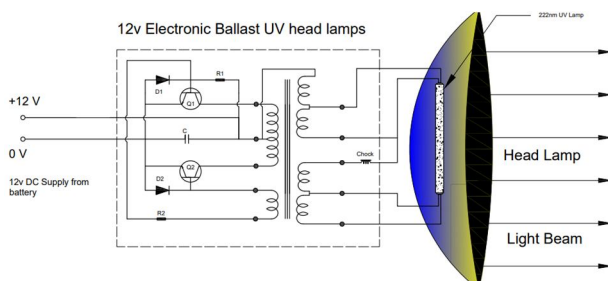 12v Electronic Ballast UV head lamps
222nm UV Lamp
D1
R1
Q1
+12 V
C
0 V
Q2
Chock
12v DC Supply from
battery
D2
R2
Head Lamp
Light Beam